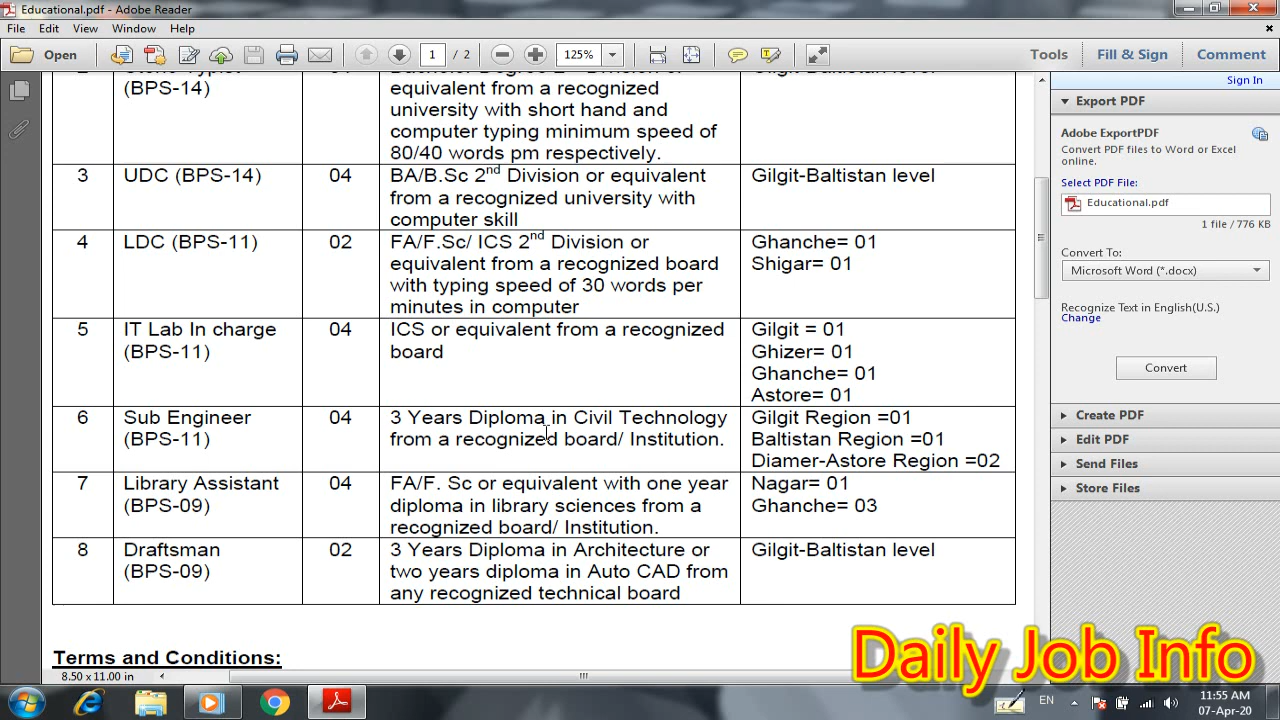 Educational.pdf - Adobe Reader
File Edit View Window Help
Open 1 / 2 125% Tools Fill & Sign Comment
(BPS-14)
equivalent from a recognized
university with short hand and
computer typing minimum speed of
80/40 words pm respectively.
3 UDC (BPS-14) 04 BA/B.Sc 2nd Division or equivalent Gilgit-Baltistan level
from a recognized university with
computer skill
4 LDC (BPS-11) 02 FA/F.Sc/ ICS 2nd Division or Ghanche= 01
equivalent from a recognized board Shigar= 01
with typing speed of 30 words per
minutes in computer
5 IT Lab In charge 04 ICS or equivalent from a recognized Gilgit = 01
(BPS-11) board Ghizer= 01
Ghanche= 01
Astore= 01
6 Sub Engineer 04 3 Years Diploma in Civil Technology Gilgit Region =01
(BPS-11) from a recognized board/ Institution. Baltistan Region =01
Diamer-Astore Region =02
7 Library Assistant 04 FA/F. Sc or equivalent with one year Nagar= 01
(BPS-09) diploma in library sciences from a Ghanche= 03
recognized board/ Institution.
8 Draftsman 02 3 Years Diploma in Architecture or Gilgit-Baltistan level
(BPS-09) two years diploma in Auto CAD from
any recognized technical board
Terms and Conditions:
8.50 x 11.00 in
Sign In
Export PDF
Adobe ExportPDF
Convert PDF files to Word or Excel
online.
Select PDF File:
Educational.pdf
1 file / 776 KB
Convert To:
Microsoft Word (*.docx)
Recognize Text in English(U.S.)
Change
Convert
Create PDF
Edit PDF
Send Files
Store Files
Daily Job Info
EN 11:55 AM
07-Apr-20